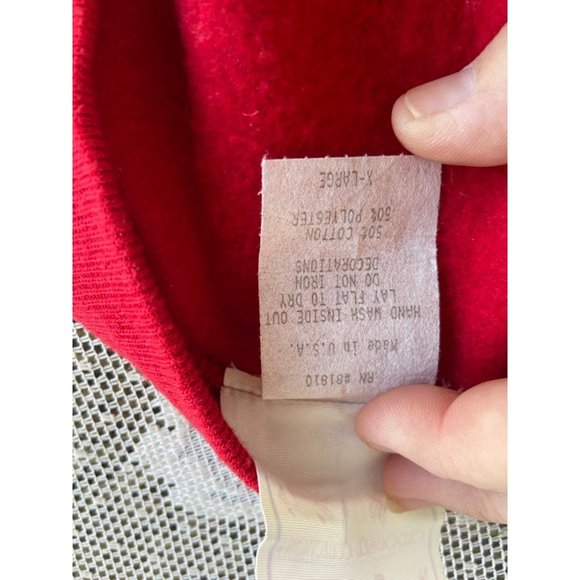 RN #81810
Made in U.S.A.
HAND WASH INSIDE OUT
LAY FLAT TO DRY
DO NOT IRON
DECORATIONS
50% COTTON
50% POLYESTER
X-LARGE